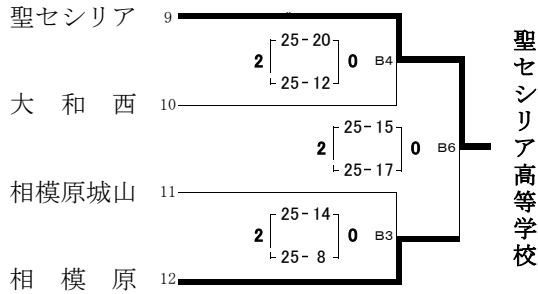 聖セシリア 9
25-20
2 0 B4
25-12
大和西 10
25-15
2 0 B6
25-17
相模原城山 11
25-14
2 0 B3
25- 8
相模原 12
聖セシリア高等学校